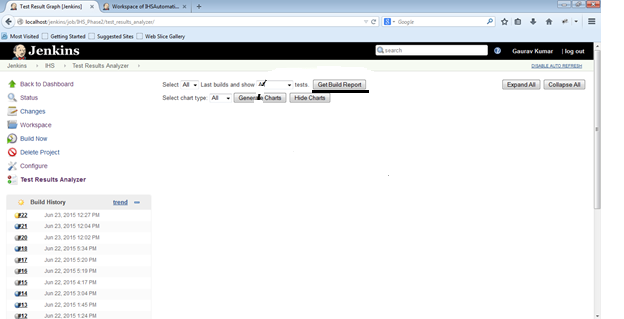 Test Result Graph [Jenkins]
Workspace of IHSAutomati...
localhost/jenkins/job/IHS_Phase2/test_results_analyzer/
Google
Most Visited Getting Started Suggested Sites Web Slice Gallery
Jenkins
search
Gaurav Kumar | log out
Jenkins IHS Test Results Analyzer
DISABLE AUTO REFRESH
Back to Dashboard
Status
Changes
Workspace
Build Now
Delete Project
Configure
Test Results Analyzer
Select All Last builds and show tests Get Build Report
Expand All Collapse All
Select chart type: All Generate Charts Hide Charts
Build History trend
#22 Jun 23, 2015 12:27 PM
#21 Jun 23, 2015 12:04 PM
#20 Jun 23, 2015 12:02 PM
#18 Jun 22, 2015 5:34 PM
#17 Jun 22, 2015 5:20 PM
#16 Jun 22, 2015 5:19 PM
#15 Jun 22, 2015 4:17 PM
#14 Jun 22, 2015 3:04 PM
#13 Jun 22, 2015 1:45 PM
#12 Jun 22, 2015 1:24 PM